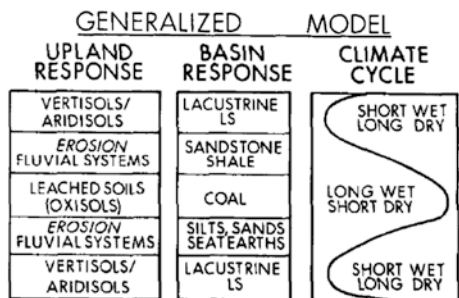 GENERALIZED MODEL
UPLAND
RESPONSE
BASIN
RESPONSE
CLIMATE
CYCLE
VERTISOLS/
ARIDISOLS
LACUSTRINE
LS
SHORT WET
LONG DRY
EROSION
FLUVIAL SYSTEMS
SANDSTONE
SHALE
LEACHED SOILS
(OXISOLS)
COAL
LONG WET
SHORT DRY
EROSION
FLUVIAL SYSTEMS
SILTS, SANDS
SEATEARTHS
VERTISOLS/
ARIDISOLS
LACUSTRINE
LS
SHORT WET
LONG DRY